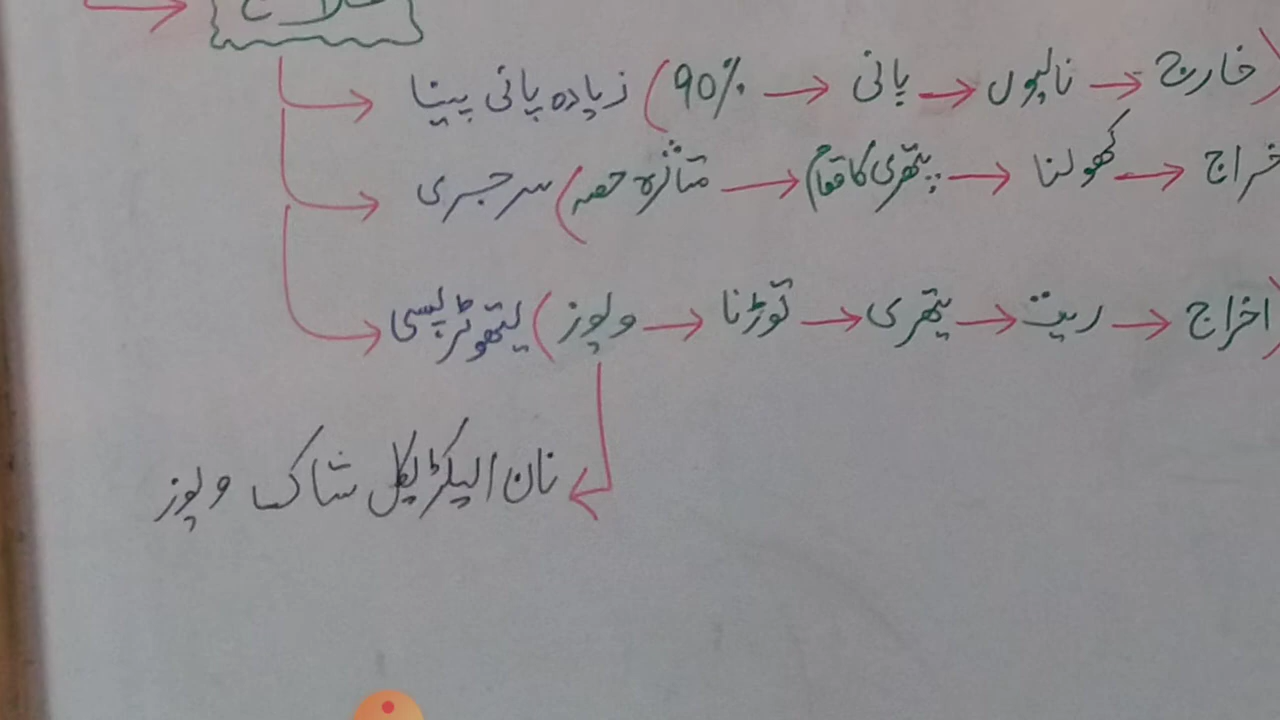 علاج
زیادہ پانی پینا (90% → پانی → نالیوں → خارج)
سرجری (متاثرہ حصہ → پتھری کا مقام → کھولنا → اخراج
لیتھوٹرپسی (ویوز → توڑنا → پتھری → ریت → اخراج)
نان الیکٹریکل شاک ویوز